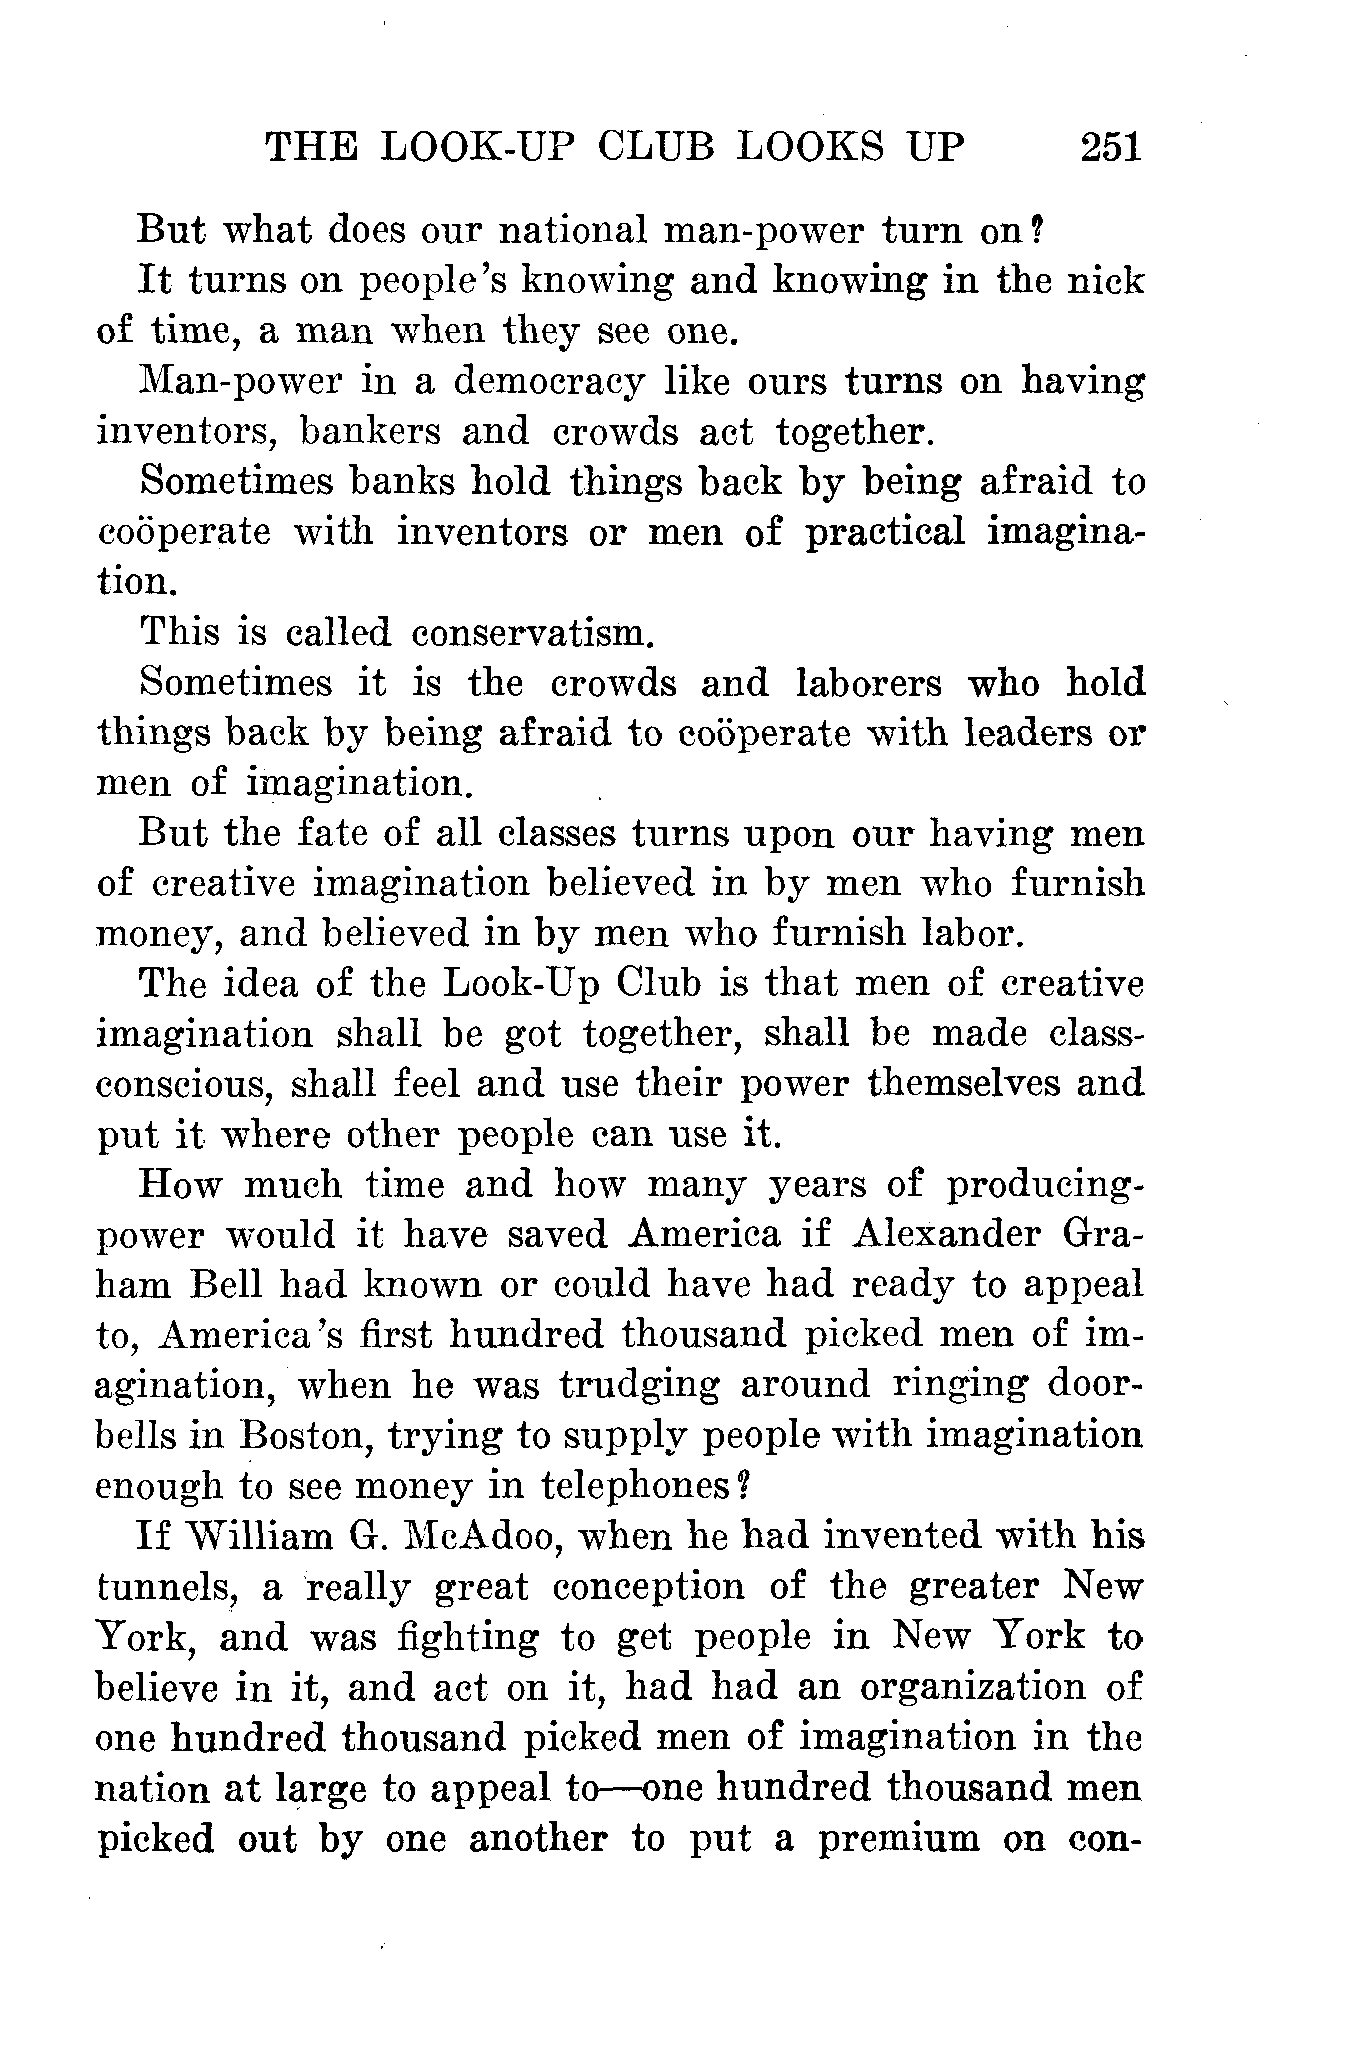 THE LOOK-UP CLUB LOOKS UP 251
But what does our national man-power turn on?
It turns on people's knowing and knowing in the nick
of time, a man when they see one.
Man-power in a democracy like ours turns on having
inventors, bankers and crowds act together.
Sometimes banks hold things back by being afraid to
coöperate with inventors or men of practical imagina-
tion.
This is called conservatism.
Sometimes it is the crowds and laborers who hold
things back by being afraid to coöperate with leaders or
men of imagination.
But the fate of all classes turns upon our having men
of creative imagination believed in by men who furnish
money, and believed in by men who furnish labor.
The idea of the Look-Up Club is that men of creative
imagination shall be got together, shall be made class-
conscious, shall feel and use their power themselves and
put it where other people can use it.
How much time and how many years of producing-
power would it have saved America if Alexander Gra-
ham Bell had known or could have had ready to appeal
to, America's first hundred thousand picked men of im-
agination, when he was trudging around ringing door-
bells in Boston, trying to supply people with imagination
enough to see money in telephones?
If William G. McAdoo, when he had invented with his
tunnels, a really great conception of the greater New
York, and was fighting to get people in New York to
believe in it, and act on it, had had an organization of
one hundred thousand picked men of imagination in the
nation at large to appeal to—one hundred thousand men
picked out by one another to put a premium on con-